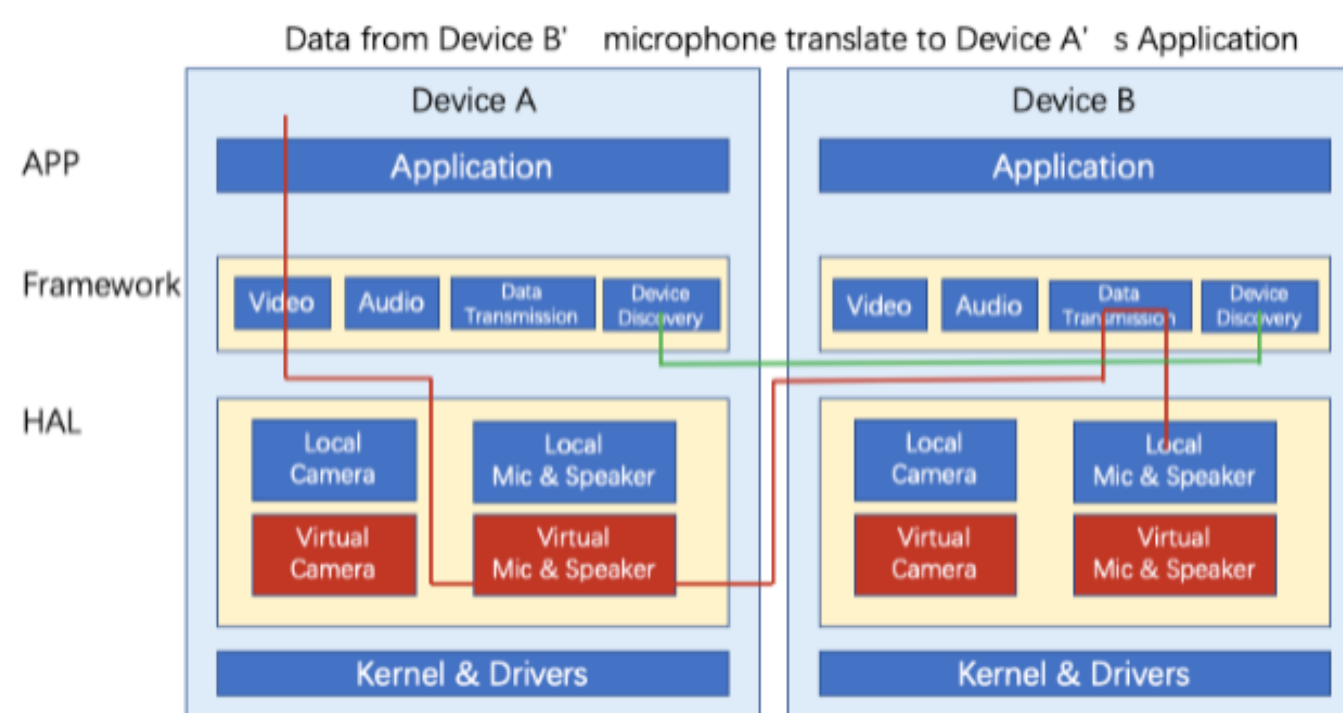 Data from Device B' microphone translate to Device A' s Application
Device A
Device B
APP
Application
Application
Framework
Video
Audio
Data
Transmission
Device
Discovery
Video
Audio
Data
Transmission
Device
Discovery
HAL
Local
Camera
Local
Mic & Speaker
Local
Camera
Local
Mic & Speaker
Virtual
Camera
Virtual
Mic & Speaker
Virtual
Camera
Virtual
Mic & Speaker
Kernel & Drivers
Kernel & Drivers